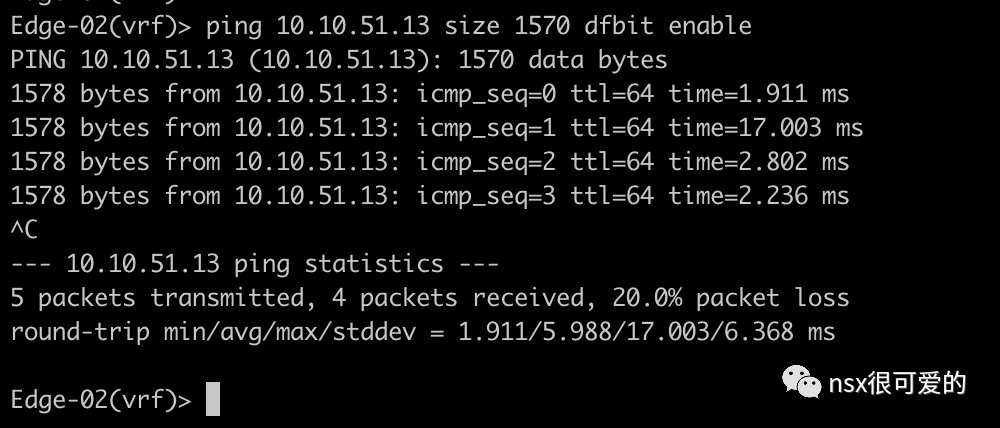 Edge-02(vrf)> ping 10.10.51.13 size 1570 dfbit enable
PING 10.10.51.13 (10.10.51.13): 1570 data bytes
1578 bytes from 10.10.51.13: icmp_seq=0 ttl=64 time=1.911 ms
1578 bytes from 10.10.51.13: icmp_seq=1 ttl=64 time=17.003 ms
1578 bytes from 10.10.51.13: icmp_seq=2 ttl=64 time=2.802 ms
1578 bytes from 10.10.51.13: icmp_seq=3 ttl=64 time=2.236 ms
^C
--- 10.10.51.13 ping statistics ---
5 packets transmitted, 4 packets received, 20.0% packet loss
round-trip min/avg/max/stddev = 1.911/5.988/17.003/6.368 ms
Edge-02(vrf)>
nsx很可爱的